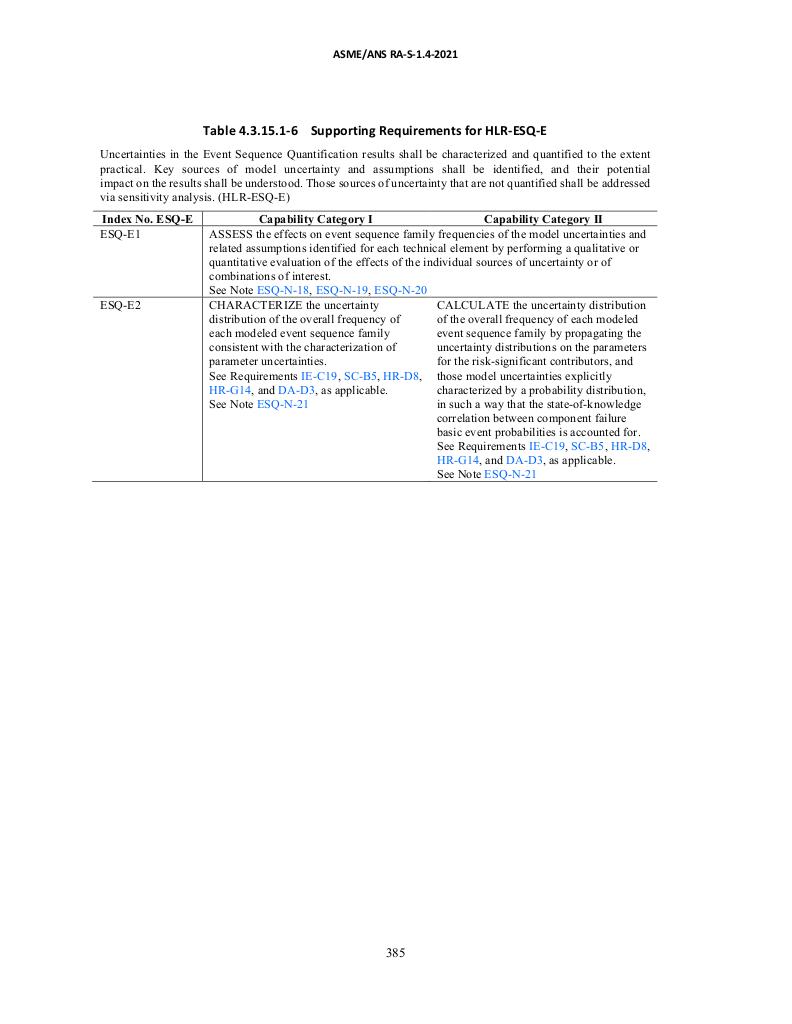 ASME/ANS RA-S-1.4-2021
Table 4.3.15.1-6 Supporting Requirements for HLR-ESQ-E
Uncertainties in the Event Sequence Quantification results shall be characterized and quantified to the extent
practical. Key sources of model uncertainty and assumptions shall be identified, and their potential
impact on the results shall be understood. Those sources of uncertainty that are not quantified shall be addressed
via sensitivity analysis. (HLR-ESQ-E)
Index No. ESQ-E Capability Category I Capability Category II
ESQ-E1
ASSESS the effects on event sequence family frequencies of the model uncertainties and
related assumptions identified for each technical element by performing a qualitative or
quantitative evaluation of the effects of the individual sources of uncertainty or of
combinations of interest.
See Note ESQ-N-18, ESQ-N-19, ESQ-N-20
ESQ-E2
CHARACTERIZE the uncertainty
distribution of the overall frequency of
each modeled event sequence family
consistent with the characterization of
parameter uncertainties.
See Requirements IE-C19, SC-B5, HR-D8,
HR-G14, and DA-D3, as applicable.
See Note ESQ-N-21
CALCULATE the uncertainty distribution
of the overall frequency of each modeled
event sequence family by propagating the
uncertainty distributions on the parameters
for the risk-significant contributors, and
those model uncertainties explicitly
characterized by a probability distribution,
in such a way that the state-of-knowledge
correlation between component failure
basic event probabilities is accounted for.
See Requirements IE-C19, SC-B5, HR-D8,
HR-G14, and DA-D3, as applicable.
See Note ESQ-N-21
385